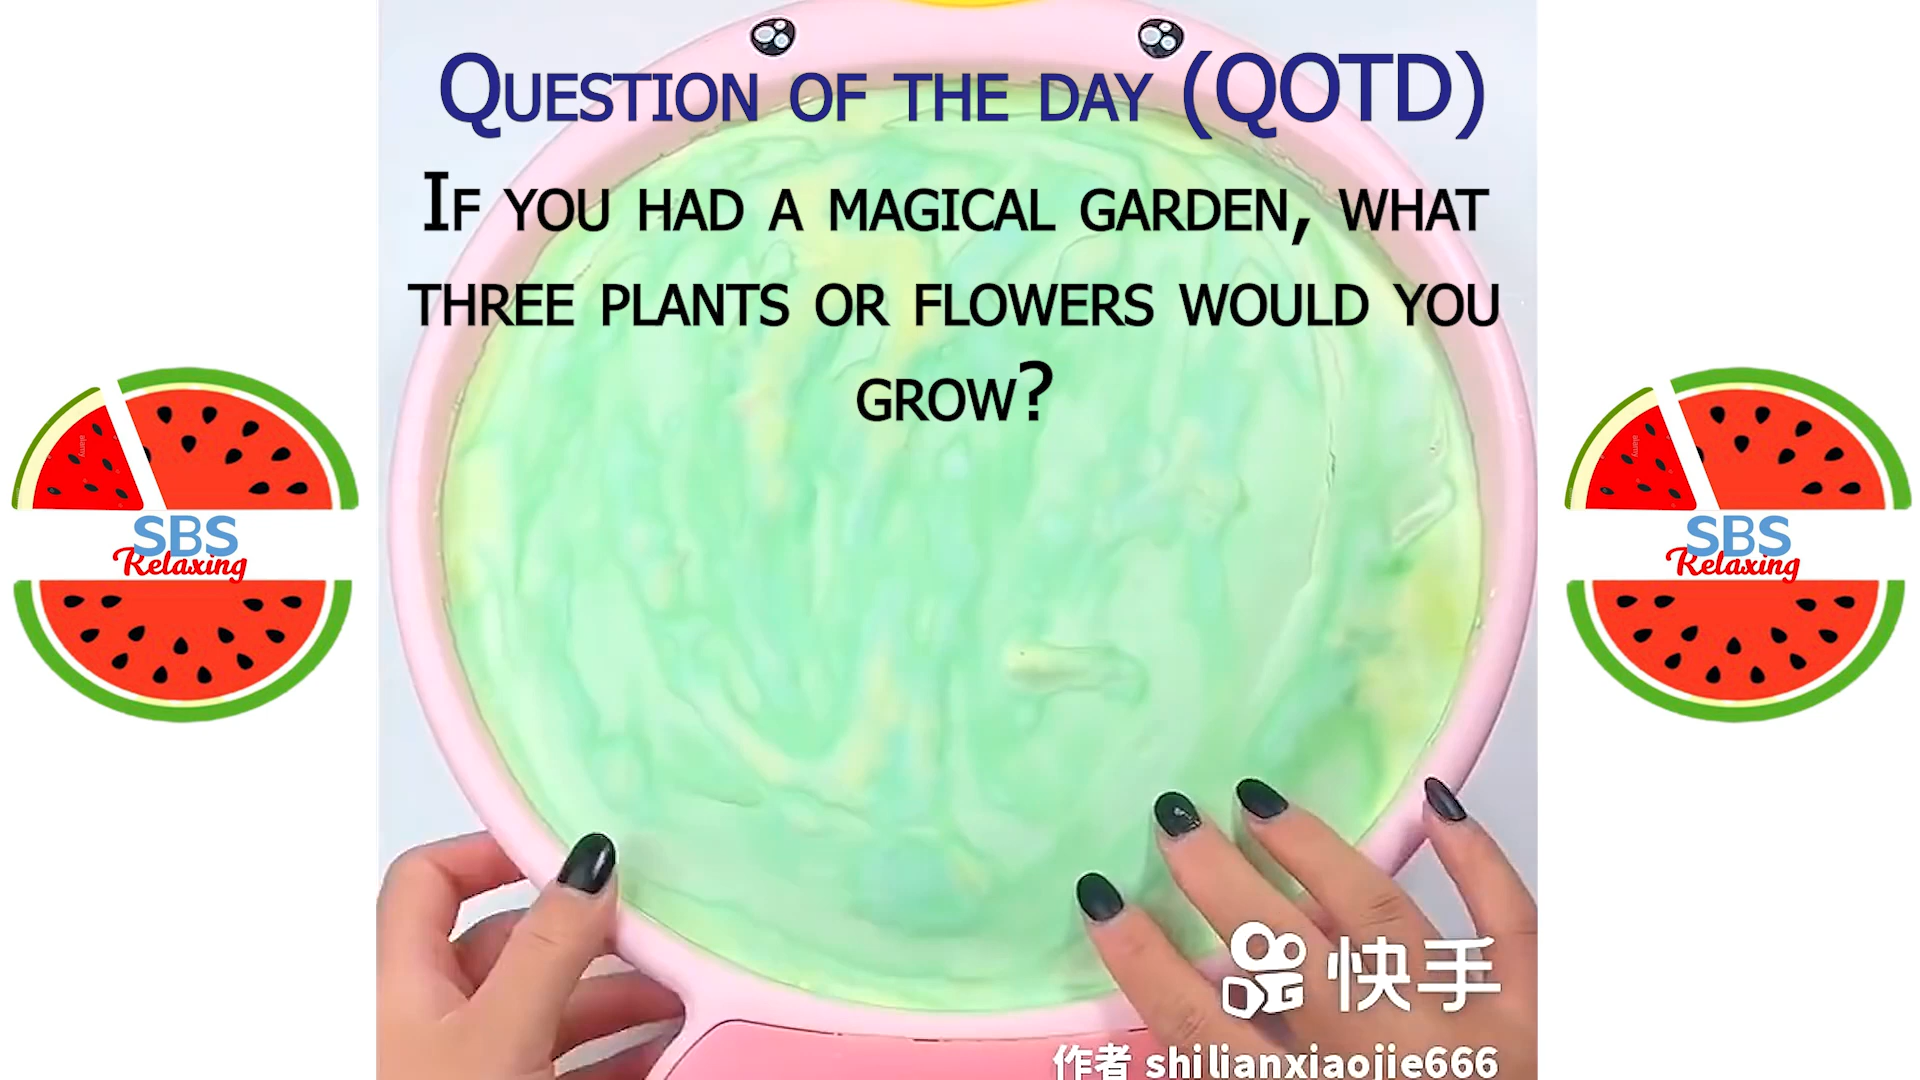 Question of the day (QOTD)
If you had a magical garden, what
three plants or flowers would you
grow?
SBS
Relaxing
SBS
Relaxing
快手
作者 shilianxiaojie666